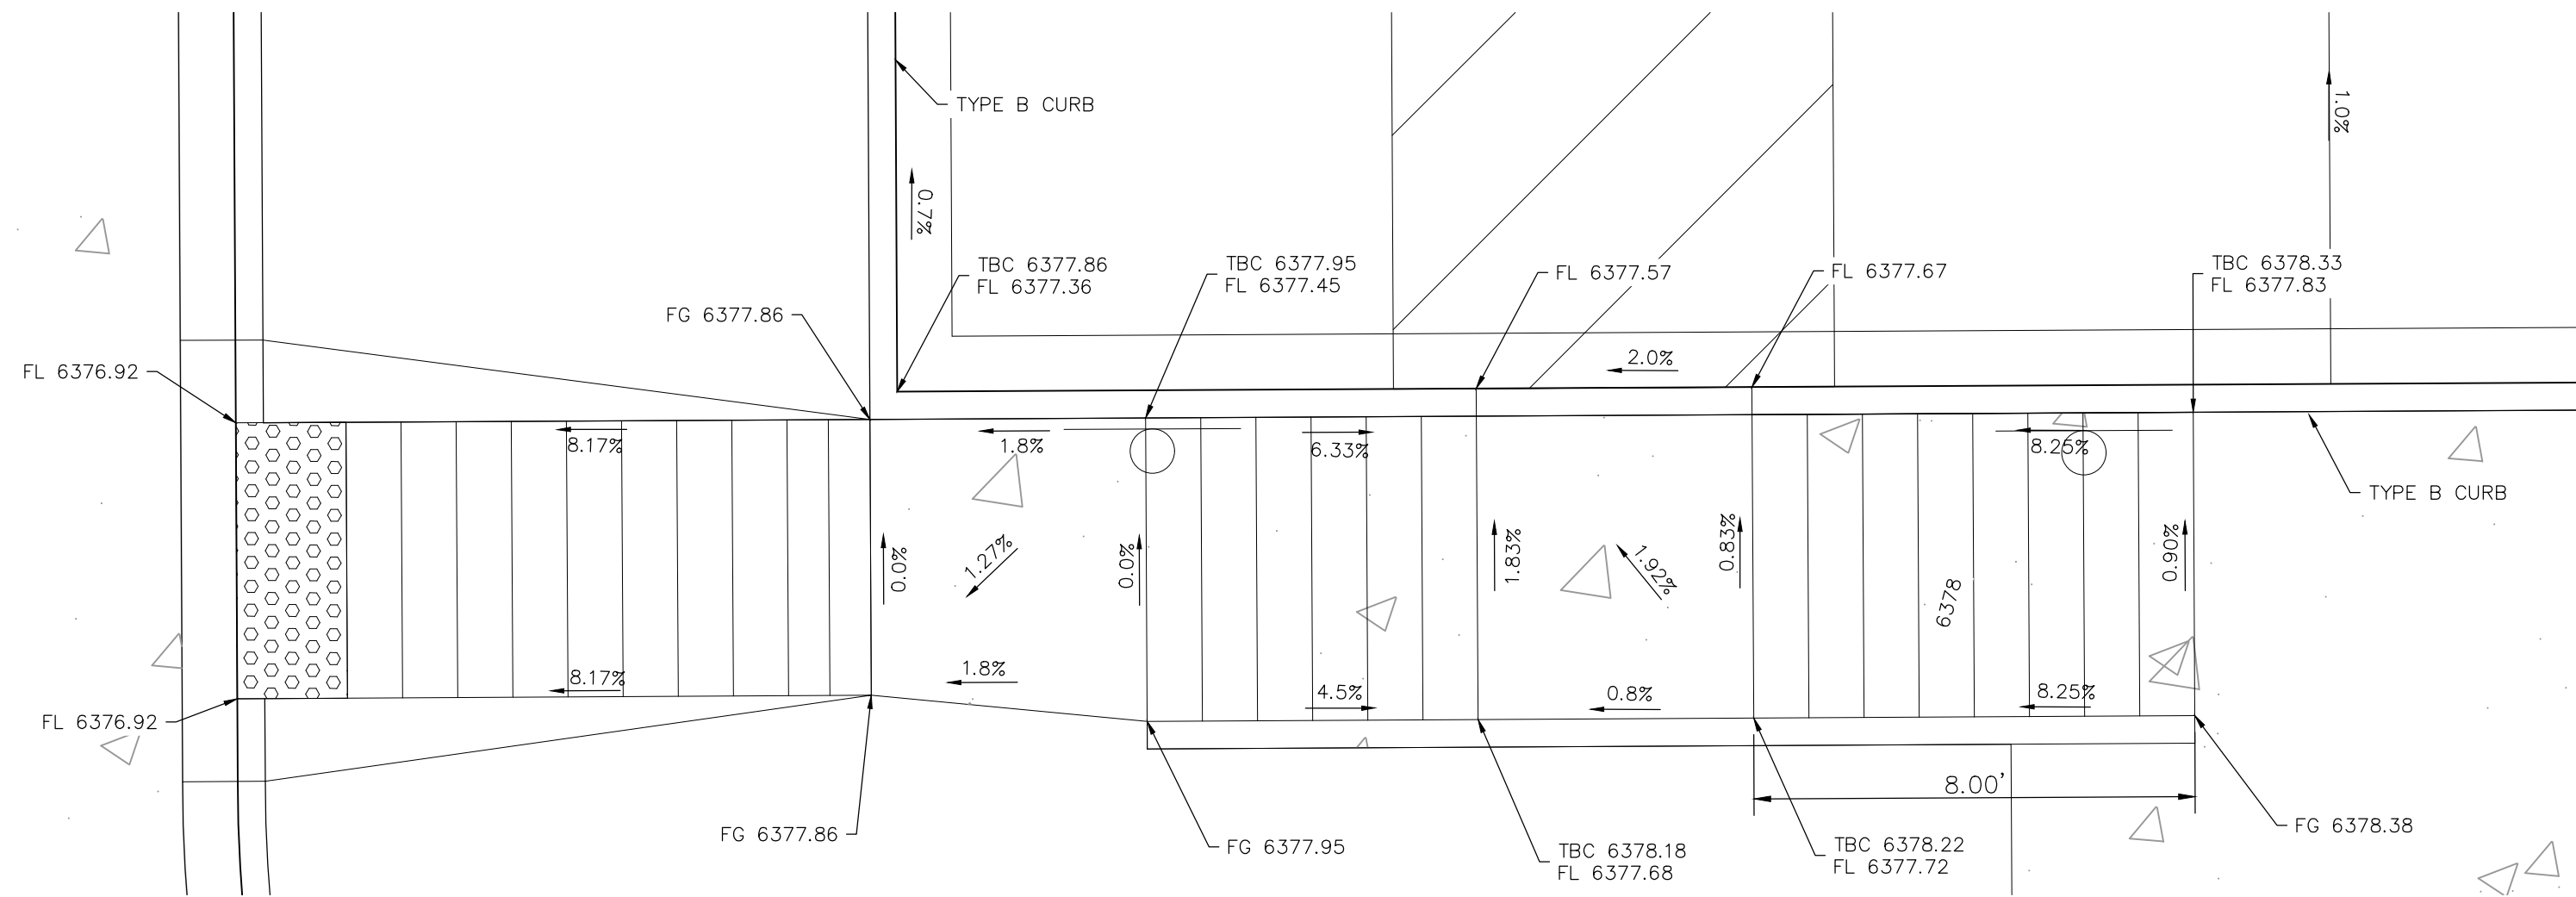 TYPE B CURB
1.0%
0.7%
TBC 6377.86
FL 6377.36
TBC 6377.95
FL 6377.45
FL 6377.57
FL 6377.67
TBC 6378.33
FL 6377.83
FG 6377.86
FL 6376.92
2.0%
8.17%
1.8%
6.33%
8.25%
TYPE B CURB
0.0%
1.27%
0.0%
1.83%
1.92%
0.83%
6378
0.90%
8.17%
1.8%
4.5%
0.8%
8.25%
FL 6376.92
8.00'
FG 6377.86
FG 6377.95
TBC 6378.18
FL 6377.68
TBC 6378.22
FL 6377.72
FG 6378.38